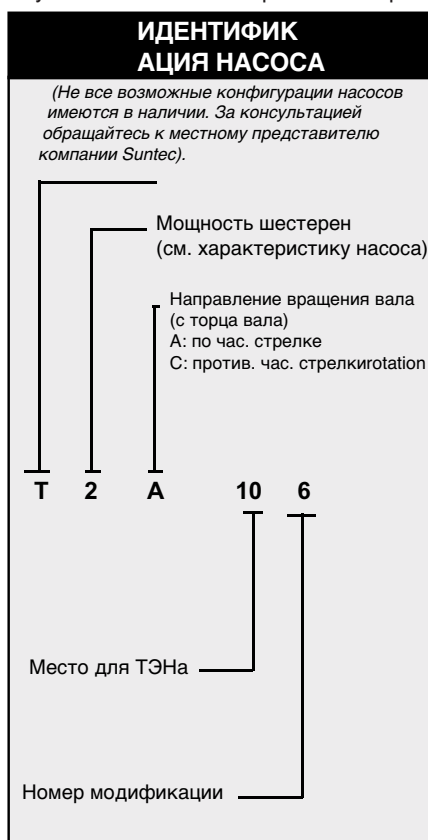 ИДЕНТИФИК
АЦИЯ НАСОСА
(Не все возможные конфигурации насосов
имеются в наличии. За консультацией
обращайтесь к местному представителю
компании Suntec).
Мощность шестерен
(см. характеристику насоса)
Направление вращения вала
(с торца вала)
A: по час. стрелке
C: против. час. стрелкиrotation
T 2 A 10 6
Место для ТЭНа
Номер модификации